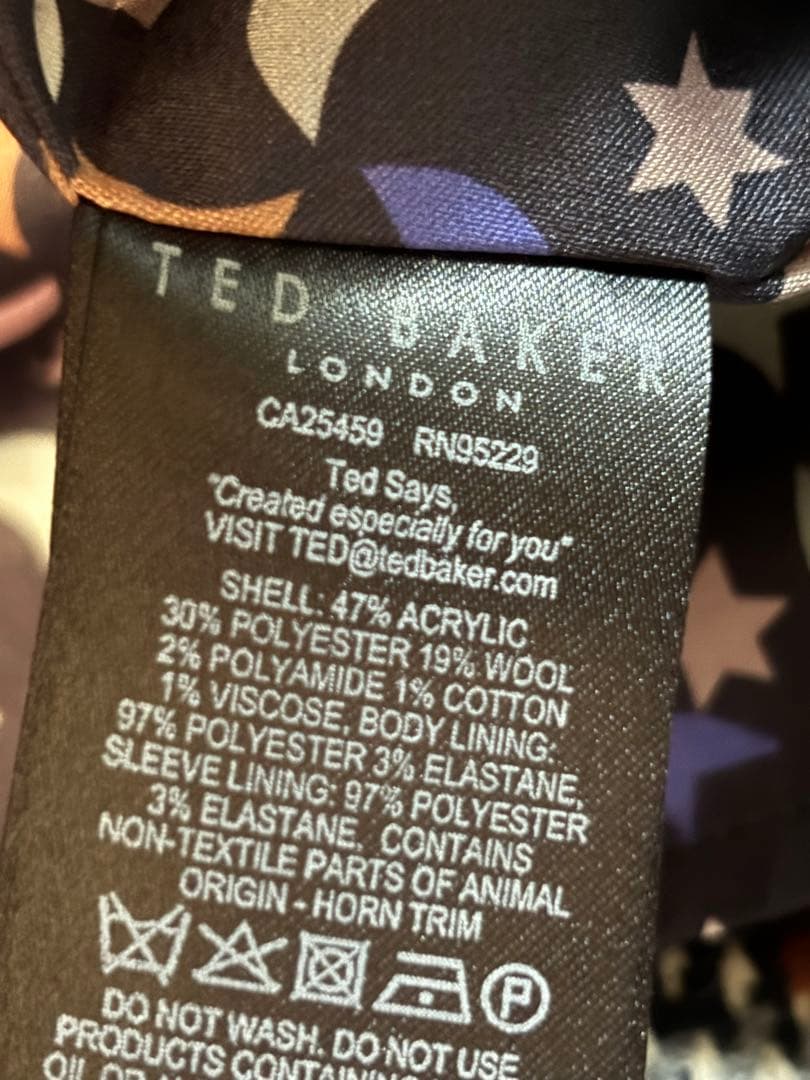 TED BAKER
LONDON
CA25459 RN95229
Ted Says,
"Created especially for you"
VISIT TED@tedbaker.com
SHELL: 47% ACRYLIC,
30% POLYESTER 19% WOOL
2% POLYAMIDE 1% COTTON
1% VISCOSE, BODY LINING:
97% POLYESTER 3% ELASTANE,
SLEEVE LINING: 97% POLYESTER
3% ELASTANE. CONTAINS
NON-TEXTILE PARTS OF ANIMAL
ORIGIN - HORN TRIM
P
DO NOT WASH. DO NOT USE
PRODUCTS CONTAINING
OIL OR